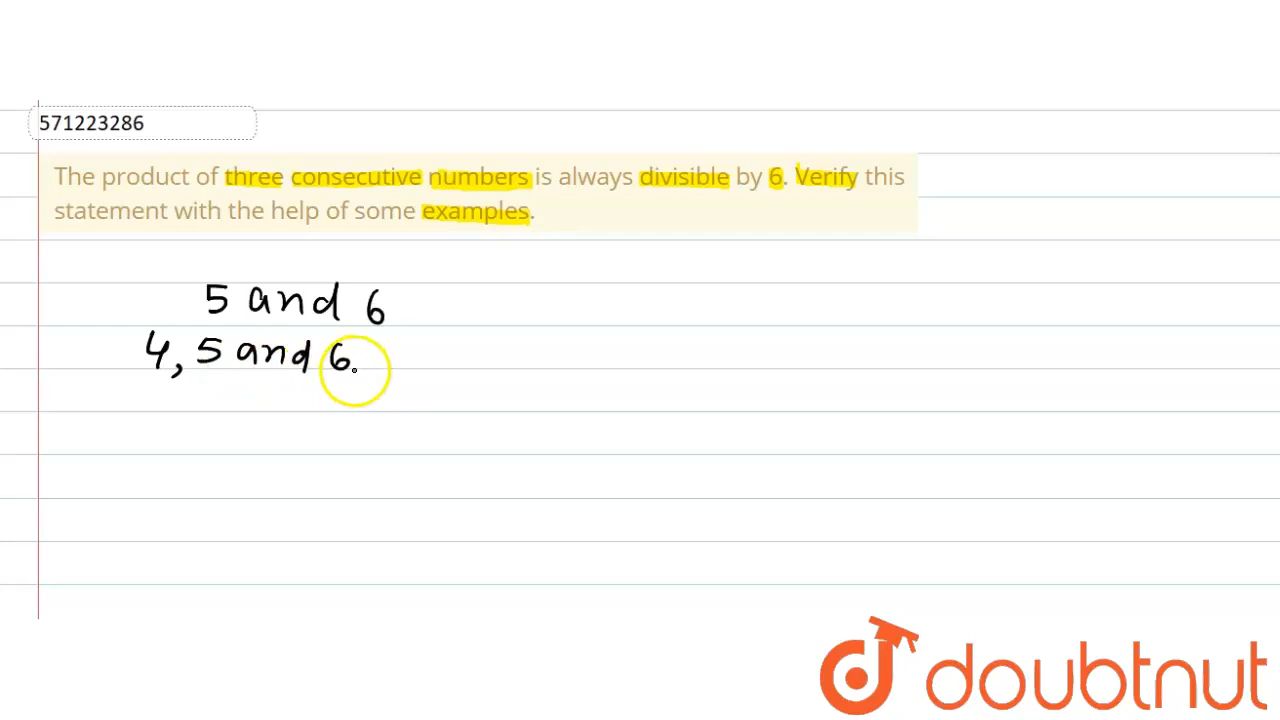 571223286
The product of three consecutive numbers is always divisible by 6. Verify this
statement with the help of some examples.
5 and 6
4, 5 and 6
doubtnut